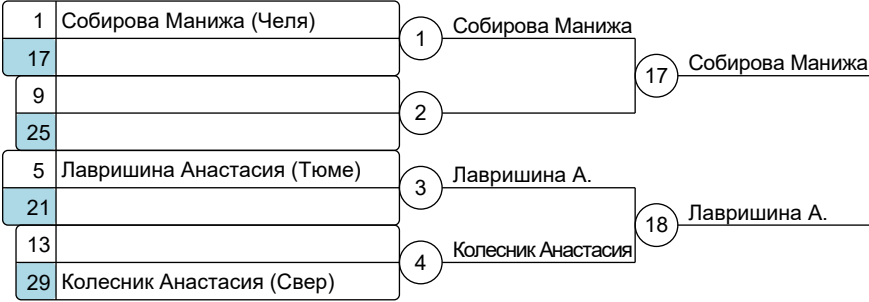 1 Собирова Манижа (Челя)
17
1 Собирова Манижа
17 Собирова Манижа
9
25
2
5 Лавришина Анастасия (Тюме)
21
3 Лавришина А.
18 Лавришина А.
13
29 Колесник Анастасия (Свер)
4 Колесник Анастасия